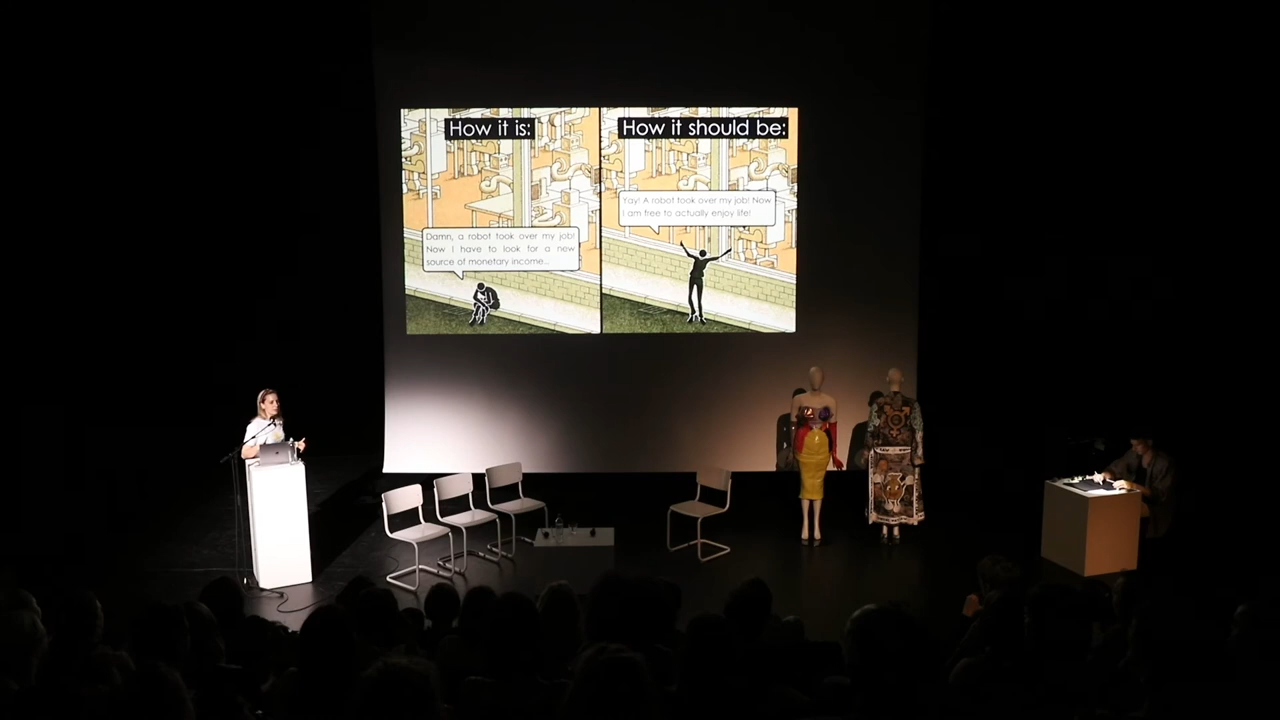 How it is:
Damn, a robot took over my job!
Now I have to look for a new
source of monetary income...
How it should be:
Yay! A robot took over my job! Now
I am free to actually enjoy life!